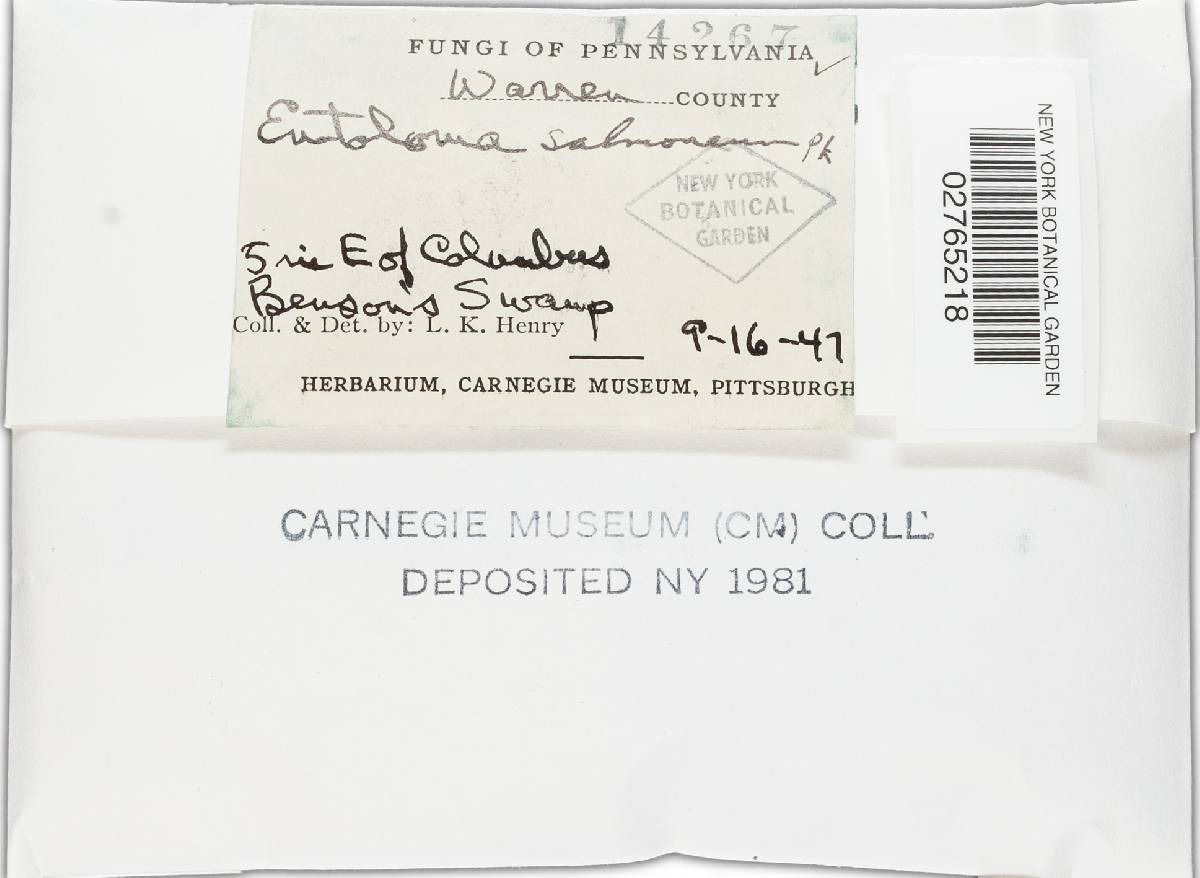 14267
FUNGI OF PENNSYLVANIA ✓
Warren COUNTY
Entoloma salmoneum Pk
NEW YORK
BOTANICAL
GARDEN
5 mi E of Columbus
Benson's Swamp
Coll. & Det. by: L. K. Henry
9-16-47
HERBARIUM, CARNEGIE MUSEUM, PITTSBURGH
NEW YORK BOTANICAL GARDEN
02765218
CARNEGIE MUSEUM (CM) COLL.
DEPOSITED NY 1981